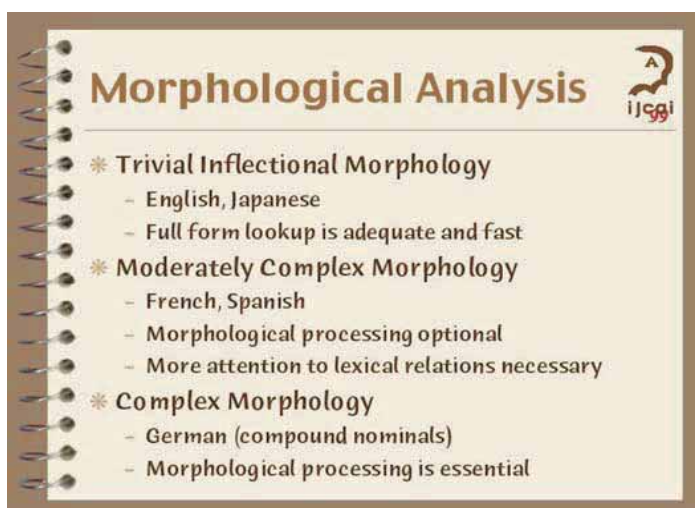 Morphological Analysis
A
ijcai
99
❋ Trivial Inflectional Morphology
– English, Japanese
– Full form lookup is adequate and fast
❋ Moderately Complex Morphology
– French, Spanish
– Morphological processing optional
– More attention to lexical relations necessary
❋ Complex Morphology
– German (compound nominals)
– Morphological processing is essential